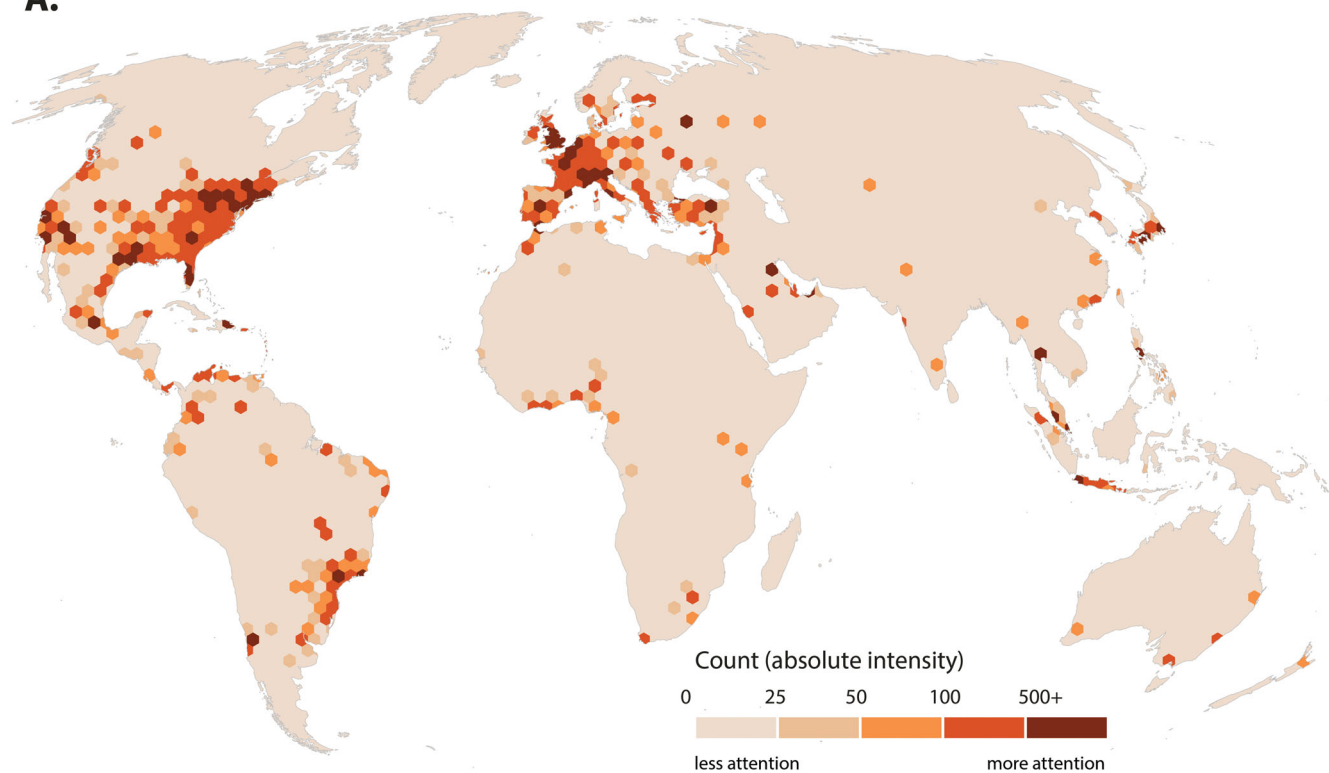 A.
Count (absolute intensity)
0 25 50 100 500+
less attention more attention